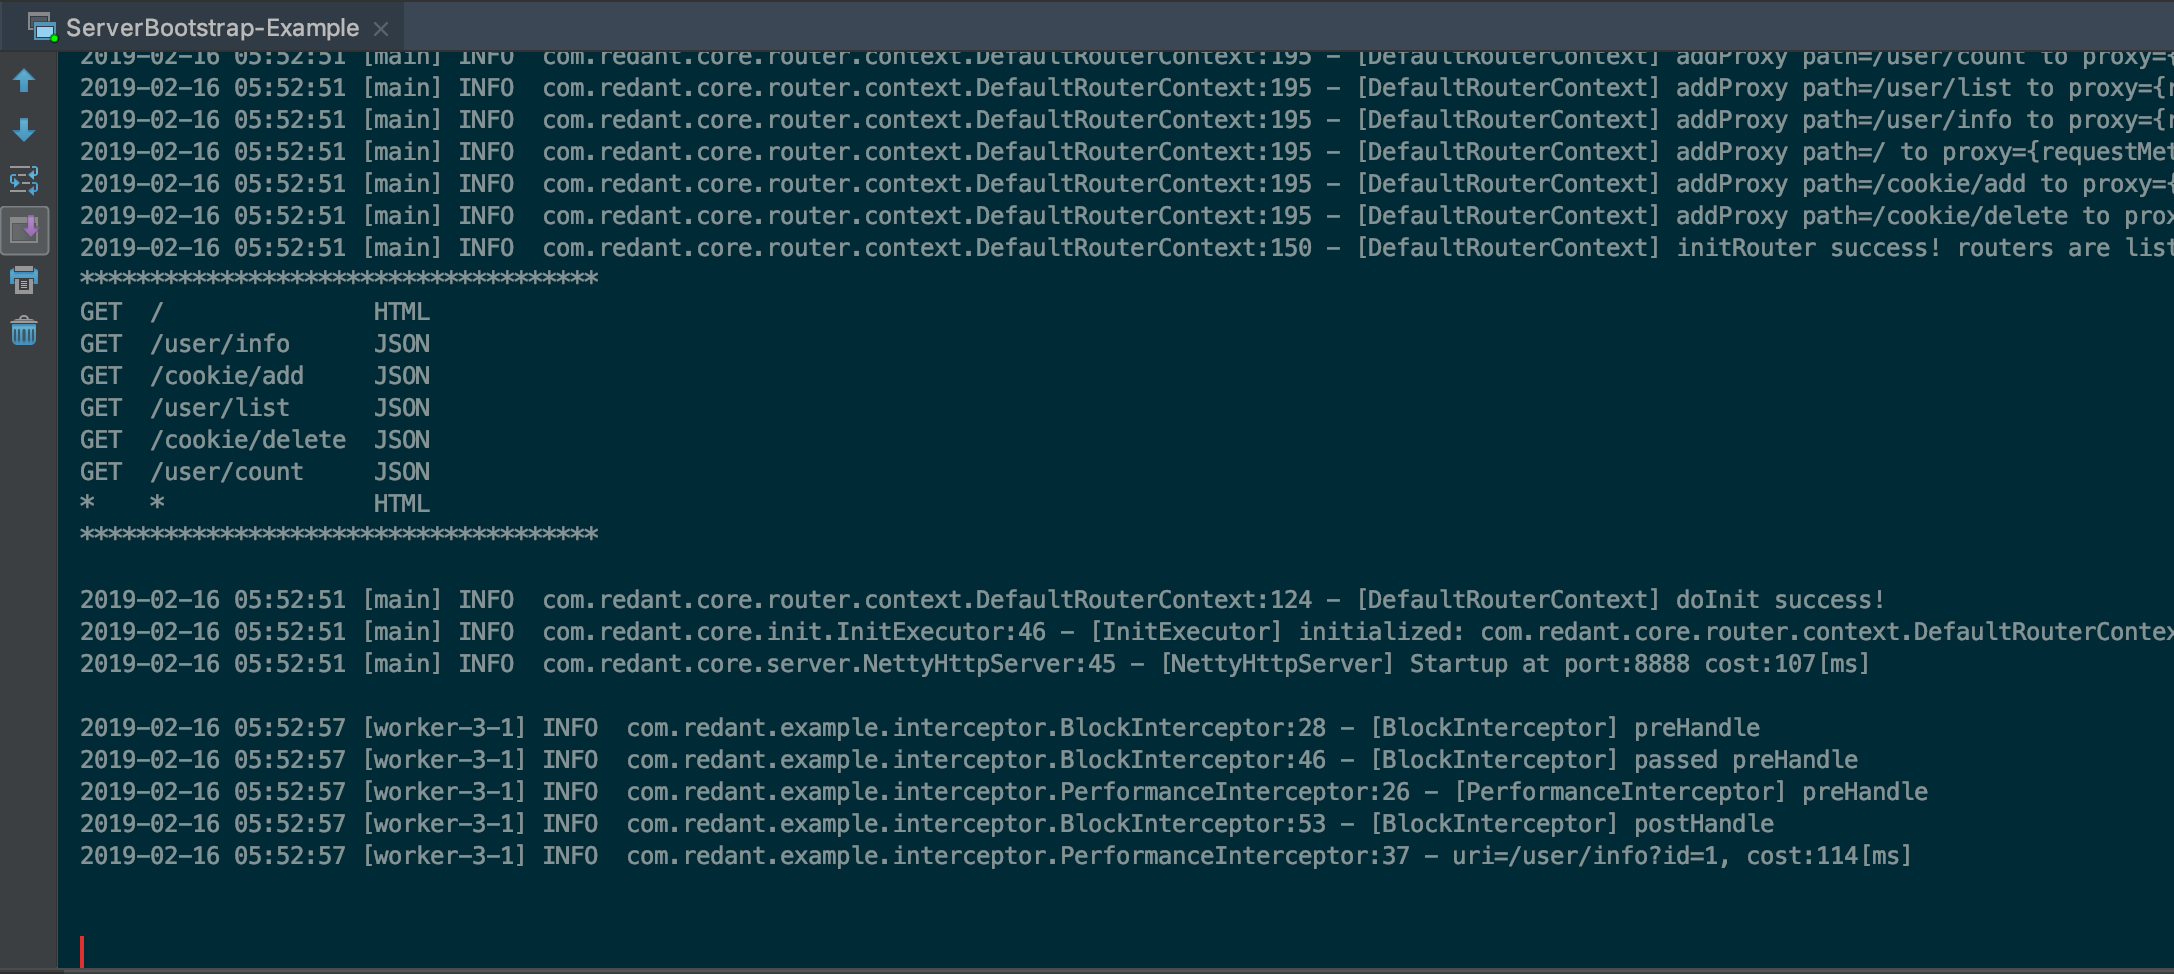 ServerBootstrap-Example
2019-02-16 05:52:51 [main] INFO  com.redant.core.router.context.DefaultRouterContext:195 - [DefaultRouterContext] addProxy path=/user/count to proxy={
2019-02-16 05:52:51 [main] INFO  com.redant.core.router.context.DefaultRouterContext:195 - [DefaultRouterContext] addProxy path=/user/list to proxy={r
2019-02-16 05:52:51 [main] INFO  com.redant.core.router.context.DefaultRouterContext:195 - [DefaultRouterContext] addProxy path=/user/info to proxy={r
2019-02-16 05:52:51 [main] INFO  com.redant.core.router.context.DefaultRouterContext:195 - [DefaultRouterContext] addProxy path=/ to proxy={requestMet
2019-02-16 05:52:51 [main] INFO  com.redant.core.router.context.DefaultRouterContext:195 - [DefaultRouterContext] addProxy path=/cookie/add to proxy={
2019-02-16 05:52:51 [main] INFO  com.redant.core.router.context.DefaultRouterContext:195 - [DefaultRouterContext] addProxy path=/cookie/delete to prox
2019-02-16 05:52:51 [main] INFO  com.redant.core.router.context.DefaultRouterContext:150 - [DefaultRouterContext] initRouter success! routers are list
*************************************
GET  /               HTML
GET  /user/info      JSON
GET  /cookie/add     JSON
GET  /user/list      JSON
GET  /cookie/delete  JSON
GET  /user/count     JSON
*    *               HTML
*************************************
2019-02-16 05:52:51 [main] INFO  com.redant.core.router.context.DefaultRouterContext:124 - [DefaultRouterContext] doInit success!
2019-02-16 05:52:51 [main] INFO  com.redant.core.init.InitExecutor:46 - [InitExecutor] initialized: com.redant.core.router.context.DefaultRouterContex
2019-02-16 05:52:51 [main] INFO  com.redant.core.server.NettyHttpServer:45 - [NettyHttpServer] Startup at port:8888 cost:107[ms]
2019-02-16 05:52:57 [worker-3-1] INFO  com.redant.example.interceptor.BlockInterceptor:28 - [BlockInterceptor] preHandle
2019-02-16 05:52:57 [worker-3-1] INFO  com.redant.example.interceptor.BlockInterceptor:46 - [BlockInterceptor] passed preHandle
2019-02-16 05:52:57 [worker-3-1] INFO  com.redant.example.interceptor.PerformanceInterceptor:26 - [PerformanceInterceptor] preHandle
2019-02-16 05:52:57 [worker-3-1] INFO  com.redant.example.interceptor.BlockInterceptor:53 - [BlockInterceptor] postHandle
2019-02-16 05:52:57 [worker-3-1] INFO  com.redant.example.interceptor.PerformanceInterceptor:37 - uri=/user/info?id=1, cost:114[ms]